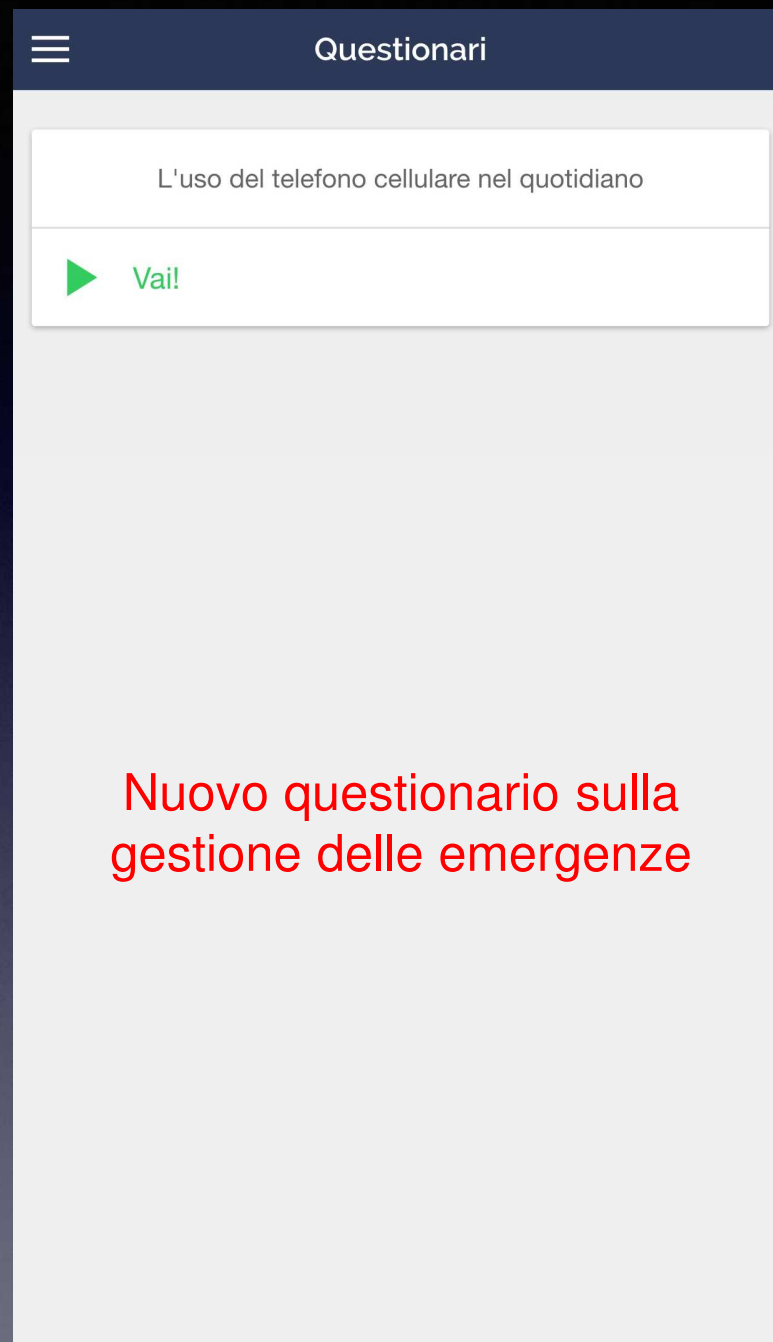 Questionari
L'uso del telefono cellulare nel quotidiano
Vai!
Nuovo questionario sulla
gestione delle emergenze